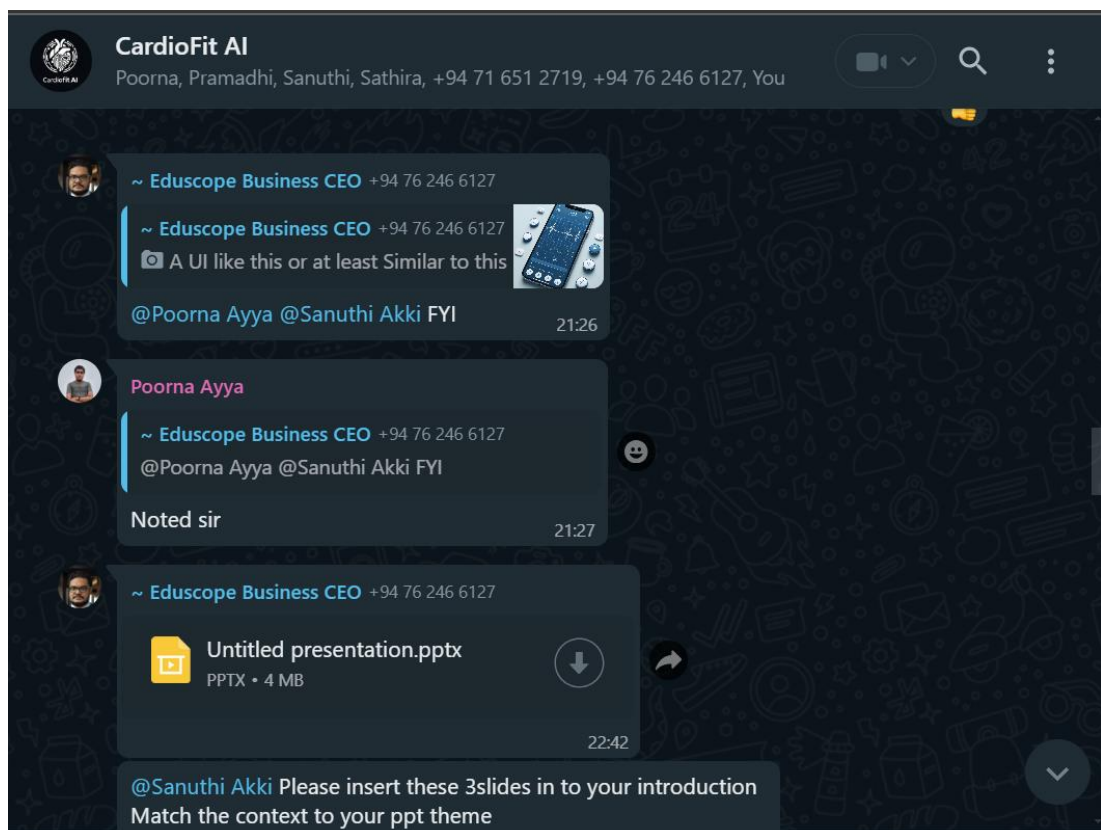 CardioFit AI
Poorna, Pramadhi, Sanuthi, Sathira, +94 71 651 2719, +94 76 246 6127, You
CardiofIt AI
~ Eduscope Business CEO +94 76 246 6127
~ Eduscope Business CEO +94 76 246 6127
A UI like this or at least Similar to this
@Poorna Ayya @Sanuthi Akki FYI
21:26
Poorna Ayya
~ Eduscope Business CEO +94 76 246 6127
@Poorna Ayya @Sanuthi Akki FYI
Noted sir
21:27
~ Eduscope Business CEO +94 76 246 6127
Untitled presentation.pptx
PPTX • 4 MB
22:42
@Sanuthi Akki Please insert these 3slides in to your introduction
Match the context to your ppt theme